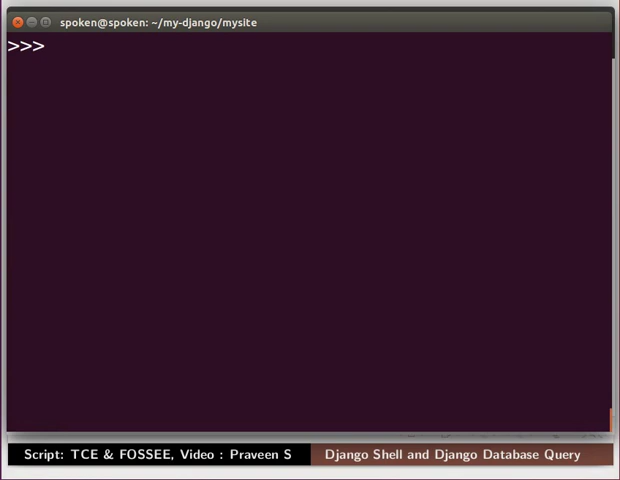 spoken@spoken: ~/my-django/mysite
>>>
Script: TCE & FOSSEE, Video : Praveen S
Django Shell and Django Database Query